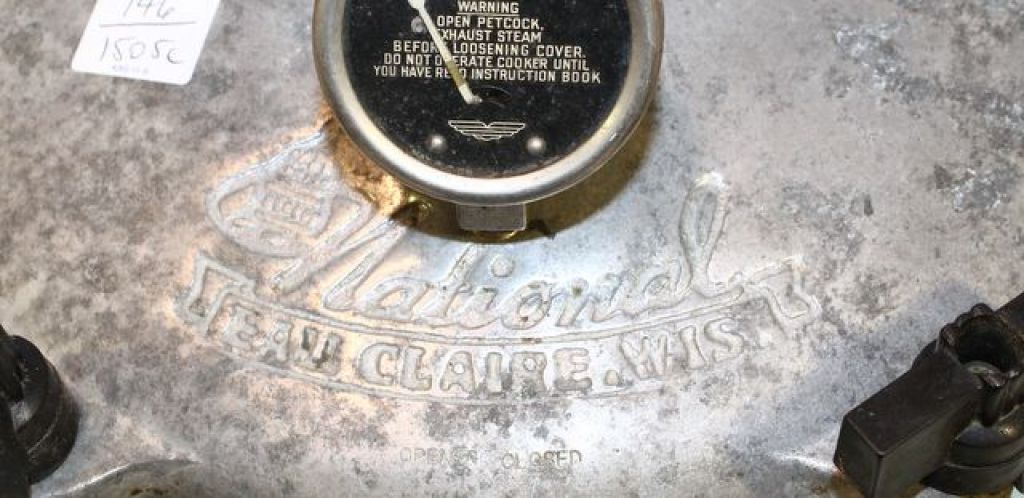 146
1505c
WARNING
OPEN PETCOCK,
EXHAUST STEAM
BEFORE LOOSENING COVER.
DO NOT OPERATE COOKER UNTIL
YOU HAVE READ INSTRUCTION BOOK
National
EAU CLAIRE, WIS.
OPEN CLOSED